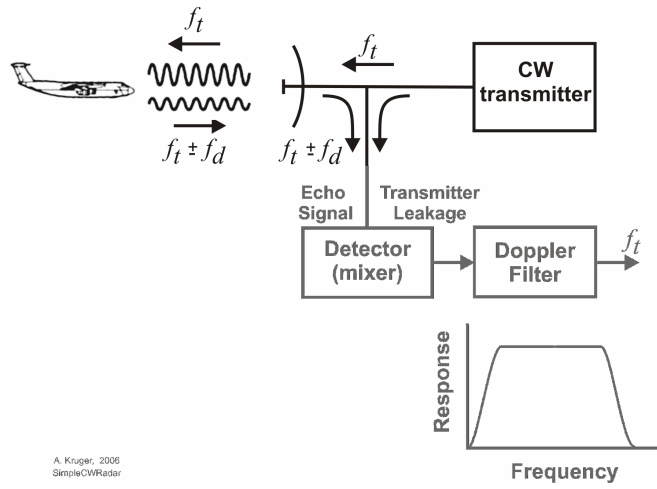 f_t
f_t
CW
transmitter
f_t ± f_d
f_t ± f_d
Echo
Signal
Transmitter
Leakage
Detector
(mixer)
Doppler
Filter
f_t
Response
Frequency
A. Kruger, 2006
SimpleCWRadar